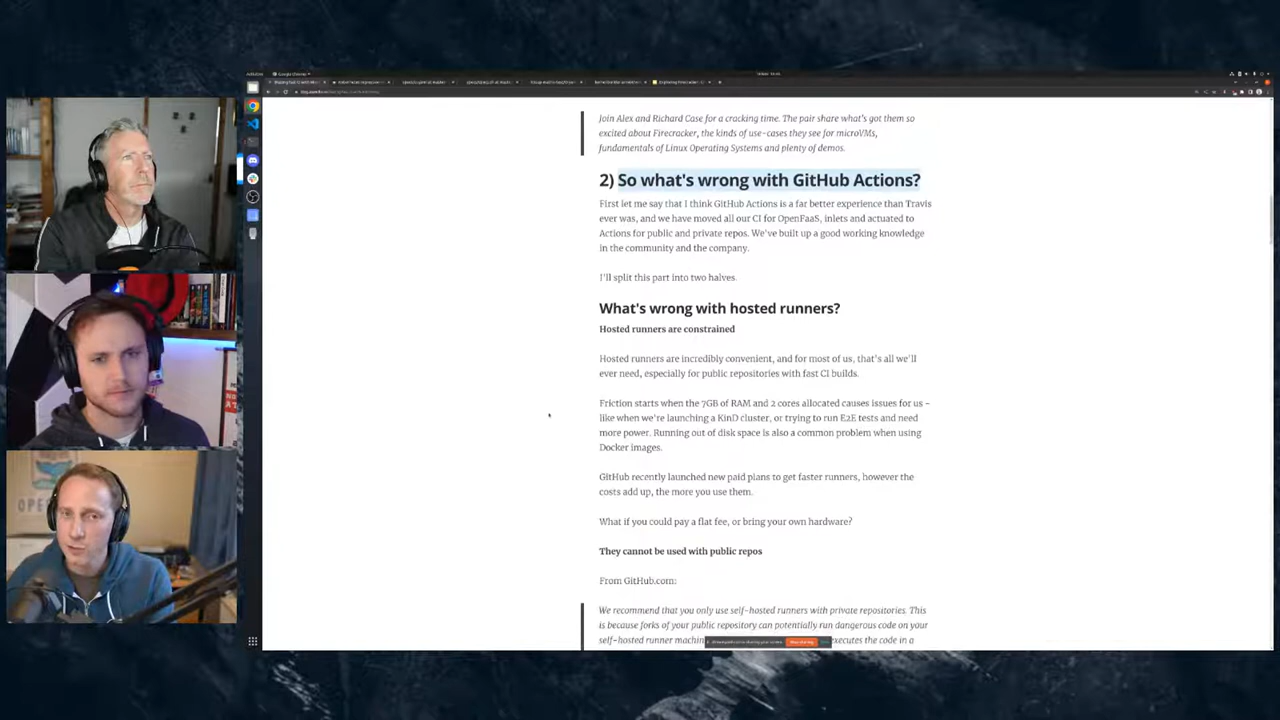 Join Alex and Richard Case for a cracking time. The pair share what's got them so
excited about Firecracker, the kinds of use-cases they see for microVMs,
fundamentals of Linux Operating Systems and plenty of demos.
2) So what's wrong with GitHub Actions?
First let me say that I think GitHub Actions is a far better experience than Travis
ever was, and we have moved all our CI for OpenFaaS, inlets and actuated to
Actions for public and private repos. We've built up a good working knowledge
in the community and the company.
I'll split this part into two halves.
What's wrong with hosted runners?
Hosted runners are constrained
Hosted runners are incredibly convenient, and for most of us, that's all we'll
ever need, especially for public repositories with fast CI builds.
Friction starts when the 7GB of RAM and 2 cores allocated causes issues for us -
like when we're launching a KinD cluster, or trying to run E2E tests and need
more power. Running out of disk space is also a common problem when using
Docker images.
GitHub recently launched new paid plans to get faster runners, however the
costs add up, the more you use them.
What if you could pay a flat fee, or bring your own hardware?
They cannot be used with public repos
From GitHub.com:
We recommend that you only use self-hosted runners with private repositories. This
is because forks of your public repository can potentially run dangerous code on your
self-hosted runner machin
executes the code in a